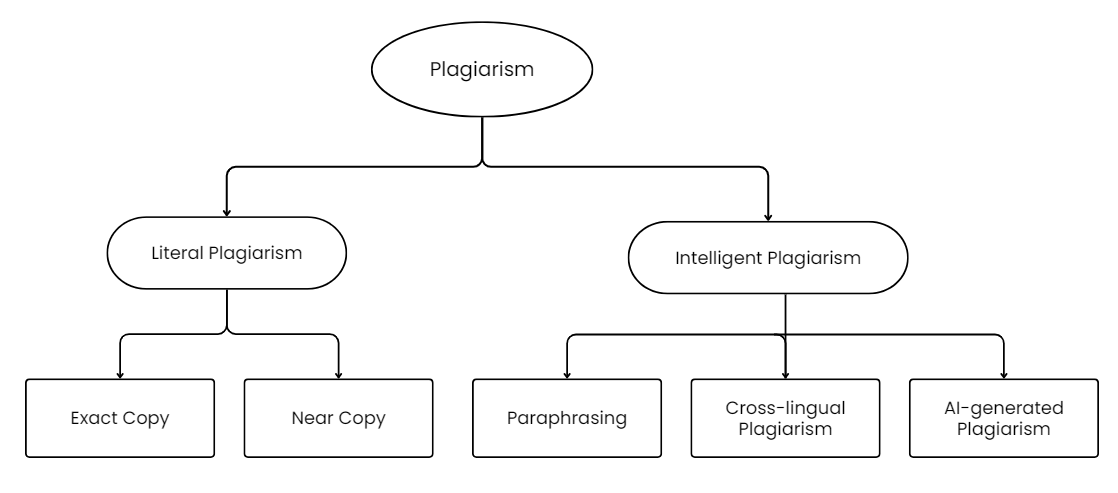 Plagiarism
Literal Plagiarism
Intelligent Plagiarism
Exact Copy
Near Copy
Paraphrasing
Cross-lingual
Plagiarism
AI-generated
Plagiarism